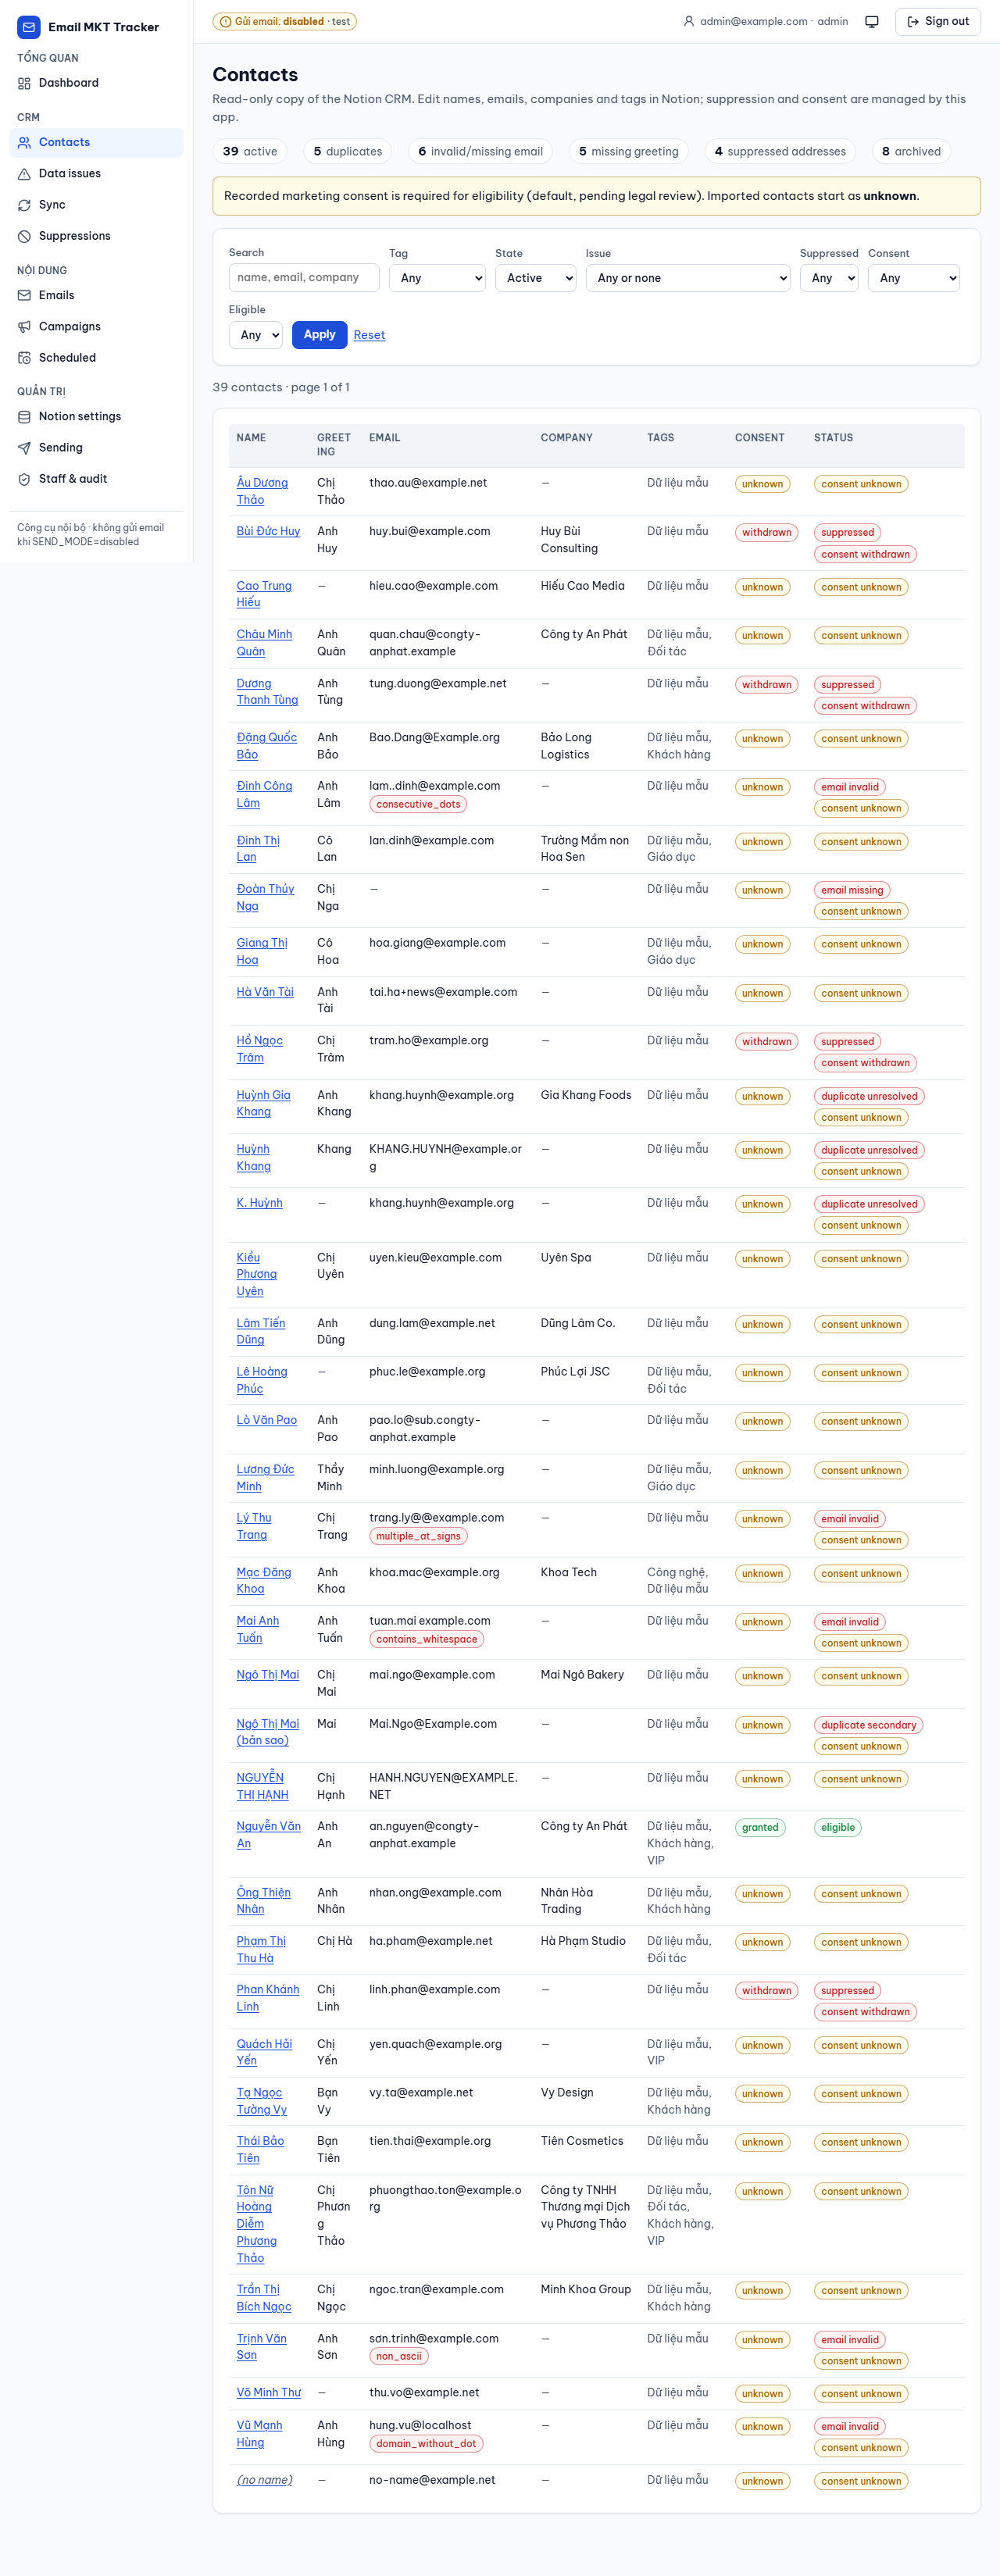 Email MKT Tracker
TỔNG QUAN
Dashboard
CRM
Contacts
Data issues
Sync
Suppressions
NỘI DUNG
Emails
Campaigns
Scheduled
QUẢN TRỊ
Notion settings
Sending
Staff & audit
Công cụ nội bộ · không gửi email
khi SEND_MODE=disabled
Gửi email: disabled · test
admin@example.com · admin
Sign out
Contacts
Read-only copy of the Notion CRM. Edit names, emails, companies and tags in Notion; suppression and consent are managed by this
app.
39 active
5 duplicates
6 invalid/missing email
5 missing greeting
4 suppressed addresses
8 archived
Recorded marketing consent is required for eligibility (default, pending legal review). Imported contacts start as unknown.
Search
name, email, company
Tag
Any
State
Active
Issue
Any or none
Suppressed
Any
Consent
Any
Eligible
Any
Apply
Reset
39 contacts · page 1 of 1
NAME GREET EMAIL COMPANY TAGS CONSENT STATUS
ING
Âu Dương Chị thao.au@example.net — Dữ liệu mẫu unknown consent unknown
Thảo Thảo
Bùi Đức Huy Anh huy.bui@example.com Huy Bùi Dữ liệu mẫu withdrawn suppressed
Huy Consulting consent withdrawn
Cao Trung — hieu.cao@example.com Hiếu Cao Media Dữ liệu mẫu unknown consent unknown
Hiếu
Châu Minh Anh quan.chau@congty- Công ty An Phát Dữ liệu mẫu, unknown consent unknown
Quân Quân anphat.example Đối tác
Dương Anh tung.duong@example.net — Dữ liệu mẫu withdrawn suppressed
Thanh Tùng Tùng consent withdrawn
Đặng Quốc Anh Bao.Dang@Example.org Bảo Long Dữ liệu mẫu, unknown consent unknown
Bảo Bảo Logistics Khách hàng
Đinh Công Anh lam..dinh@example.com — Dữ liệu mẫu unknown email invalid
Lâm Lâm consecutive_dots consent unknown
Đinh Thị Cô lan.dinh@example.com Trường Mầm non Dữ liệu mẫu, unknown consent unknown
Lan Lan Hoa Sen Giáo dục
Đoàn Thúy Chị — — Dữ liệu mẫu unknown email missing
Nga Nga consent unknown
Giang Thị Cô hoa.giang@example.com — Dữ liệu mẫu, unknown consent unknown
Hoa Hoa Giáo dục
Hà Văn Tài Anh tai.ha+news@example.com — Dữ liệu mẫu unknown consent unknown
Tài
Hồ Ngọc Chị tram.ho@example.org — Dữ liệu mẫu withdrawn suppressed
Trâm Trâm consent withdrawn
Huỳnh Gia Anh khang.huynh@example.org Gia Khang Foods Dữ liệu mẫu unknown duplicate unresolved
Khang Khang consent unknown
Huỳnh Khang KHANG.HUYNH@example.or — Dữ liệu mẫu unknown duplicate unresolved
Khang g consent unknown
K. Huỳnh — khang.huynh@example.org — Dữ liệu mẫu unknown duplicate unresolved
consent unknown
Kiều Chị uyen.kieu@example.com Uyên Spa Dữ liệu mẫu unknown consent unknown
Phương Uyên
Uyên
Lâm Tiến Anh dung.lam@example.net Dũng Lâm Co. Dữ liệu mẫu unknown consent unknown
Dũng Dũng
Lê Hoàng — phuc.le@example.org Phúc Lợi JSC Dữ liệu mẫu, unknown consent unknown
Phúc Đối tác
Lò Văn Pao Anh pao.lo@sub.congty- — Dữ liệu mẫu unknown consent unknown
Pao anphat.example
Lương Đức Thầy minh.luong@example.org — Dữ liệu mẫu, unknown consent unknown
Minh Minh Giáo dục
Lý Thu Chị trang.ly@@example.com — Dữ liệu mẫu unknown email invalid
Trang Trang multiple_at_signs consent unknown
Mạc Đăng Anh khoa.mac@example.com Khoa Tech Công nghệ, unknown consent unknown
Khoa Khoa Dữ liệu mẫu
Mai Anh Anh tuan.mai example.com — Dữ liệu mẫu unknown email invalid
Tuấn Tuấn contains_whitespace consent unknown
Ngô Thị Mai Chị mai.ngo@example.com Mai Ngô Bakery Dữ liệu mẫu unknown consent unknown
Mai
Ngô Thị Mai Mai Mai.Ngo@Example.com — Dữ liệu mẫu unknown duplicate secondary
(bản sao) consent unknown
NGUYỄN Chị HANH.NGUYEN@EXAMPLE. — Dữ liệu mẫu unknown consent unknown
THỊ HẠNH Hạnh NET
Nguyễn Văn Anh an.nguyen@congty- Công ty An Phát Dữ liệu mẫu, granted eligible
An An anphat.example Khách hàng,
VIP
Ông Thiện Anh nhan.ong@example.com Nhân Hòa Dữ liệu mẫu, unknown consent unknown
Nhân Nhân Trading Khách hàng
Phạm Thị Chị Hà ha.pham@example.net Hà Phạm Studio Dữ liệu mẫu, unknown consent unknown
Thu Hà Đối tác
Phan Khánh Chị linh.phan@example.com — Dữ liệu mẫu withdrawn suppressed
Linh Linh consent withdrawn
Quách Hải Chị yen.quach@example.org — Dữ liệu mẫu, unknown consent unknown
Yến Yến VIP
Tạ Ngọc Bạn vy.ta@example.net Vy Design Dữ liệu mẫu, unknown consent unknown
Tường Vy Vy Khách hàng
Thái Bảo Bạn tien.thai@example.org Tiên Cosmetics Dữ liệu mẫu unknown consent unknown
Tiên Tiên
Tôn Nữ Chị phuongthao.ton@example.o Công ty TNHH Dữ liệu mẫu, unknown consent unknown
Hoàng Phươn rg Thương mại Dịch Đối tác,
Diễm g vụ Phương Thảo Khách hàng,
Phương Thảo VIP
Thảo
Trần Thị Chị ngoc.tran@example.com Minh Khoa Group Dữ liệu mẫu, unknown consent unknown
Bích Ngọc Ngọc Khách hàng
Trịnh Văn Anh sơn.trinh@example.com — Dữ liệu mẫu unknown email invalid
Sơn Sơn non_ascii consent unknown
Võ Minh Thư — thu.vo@example.net — Dữ liệu mẫu unknown consent unknown
Vũ Mạnh Anh hung.vu@localhost — Dữ liệu mẫu unknown email invalid
Hùng Hùng domain_without_dot consent unknown
(no name) — no-name@example.net — Dữ liệu mẫu unknown consent unknown